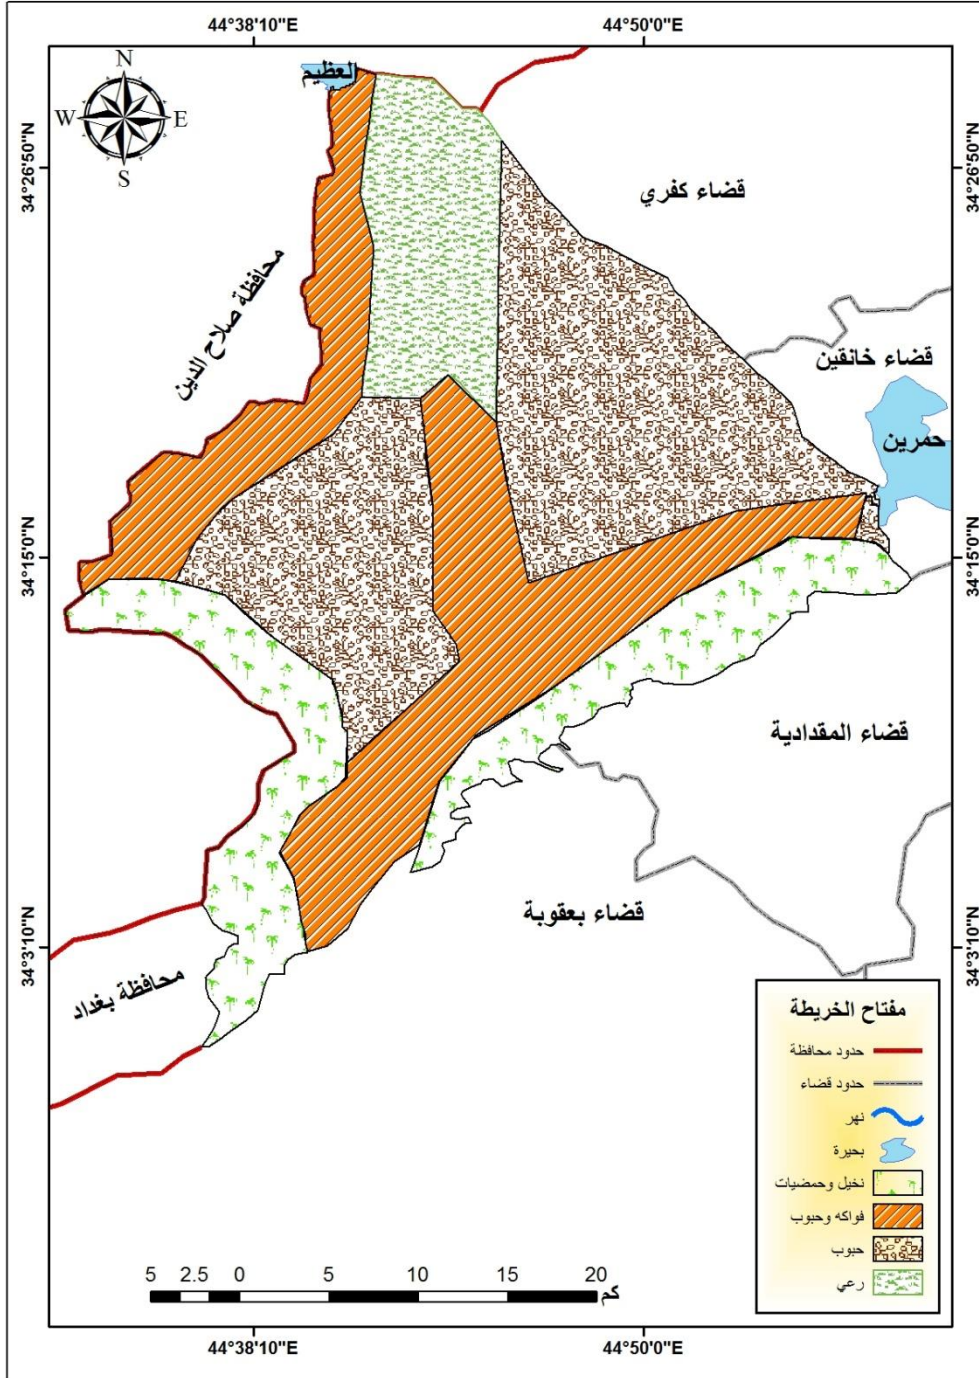 44°38'10"E
44°50'0"E
N
W
E
S
العظيم
34°26'50"N
34°26'50"N
قضاء كفري
محافظة صلاح الدين
قضاء خانقين
حمرين
34°15'0"N
34°15'0"N
قضاء المقدادية
قضاء بعقوبة
34°3'10"N
34°3'10"N
محافظة بغداد
مفتاح الخريطة
حدود محافظة
حدود قضاء
نهر
بحيرة
نخيل وحمضيات
فواكه وحبوب
حبوب
رعي
5 2.5 0 5 10 15 20
كم
44°38'10"E
44°50'0"E